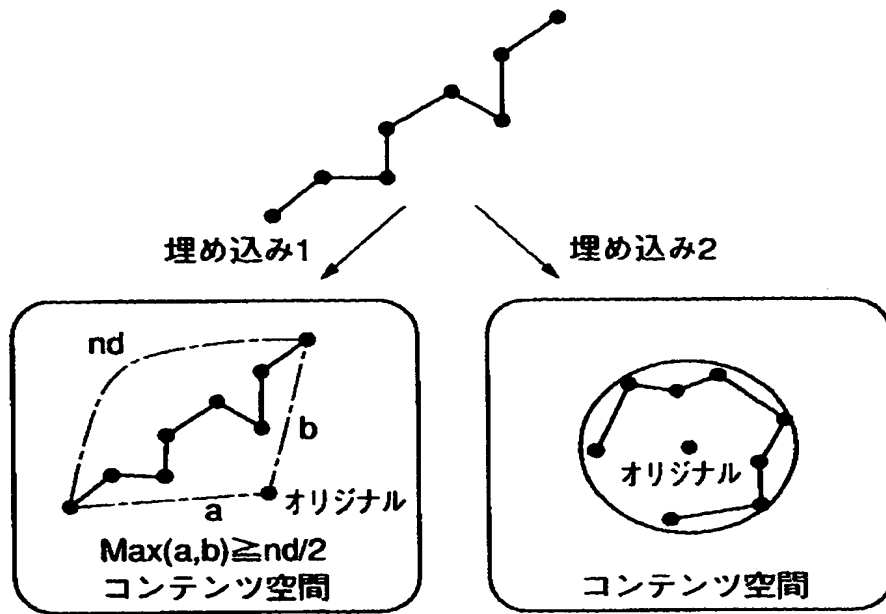 埋め込み1
埋め込み2
nd
b
オリジナル
a
Max(a,b)≧nd/2
コンテンツ空間
オリジナル
コンテンツ空間